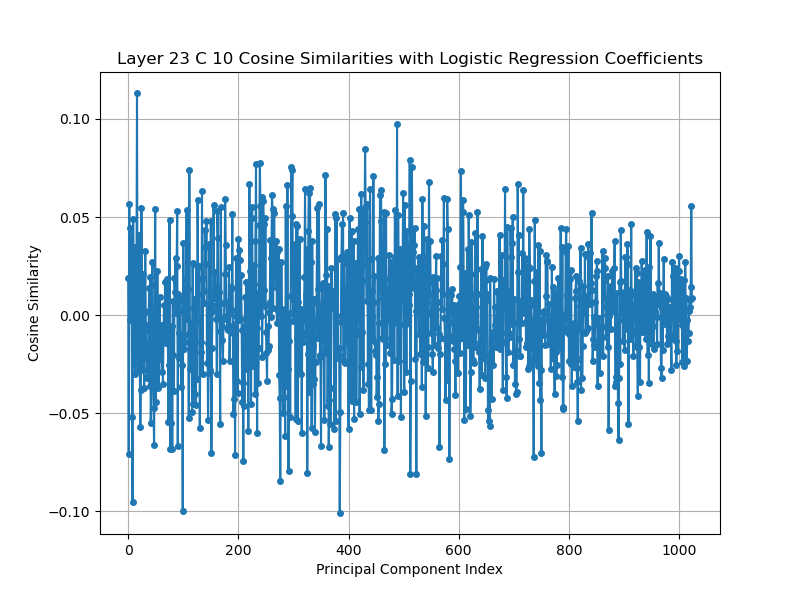 Layer 23 C 10 Cosine Similarities with Logistic Regression Coefficients
0.10
0.05
0.00
−0.05
−0.10
Cosine Similarity
0 200 400 600 800 1000
Principal Component Index